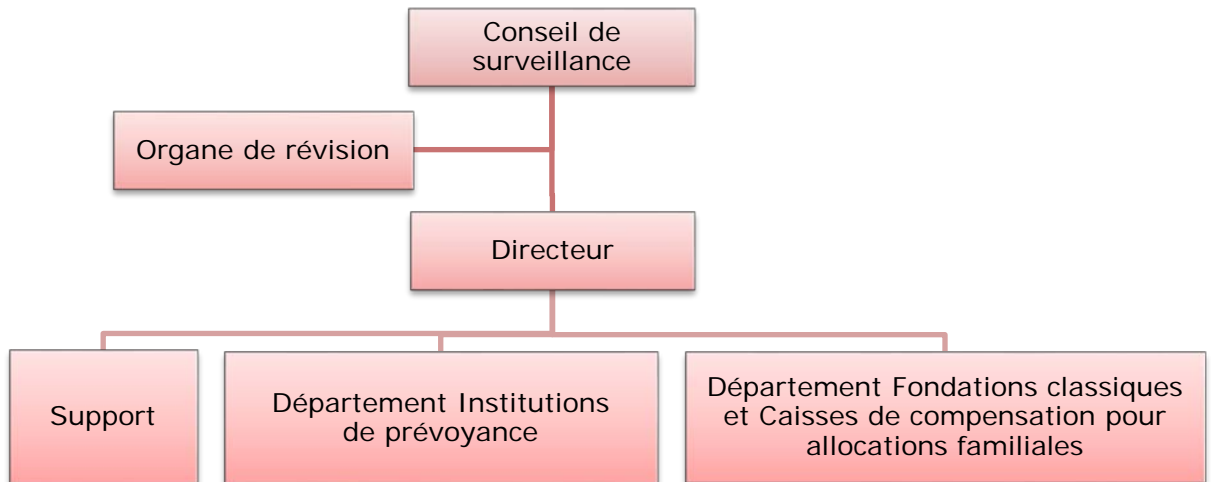 Conseil de
surveillance
Organe de révision
Directeur
Support
Département Institutions
de prévoyance
Département Fondations classiques
et Caisses de compensation pour
allocations familiales